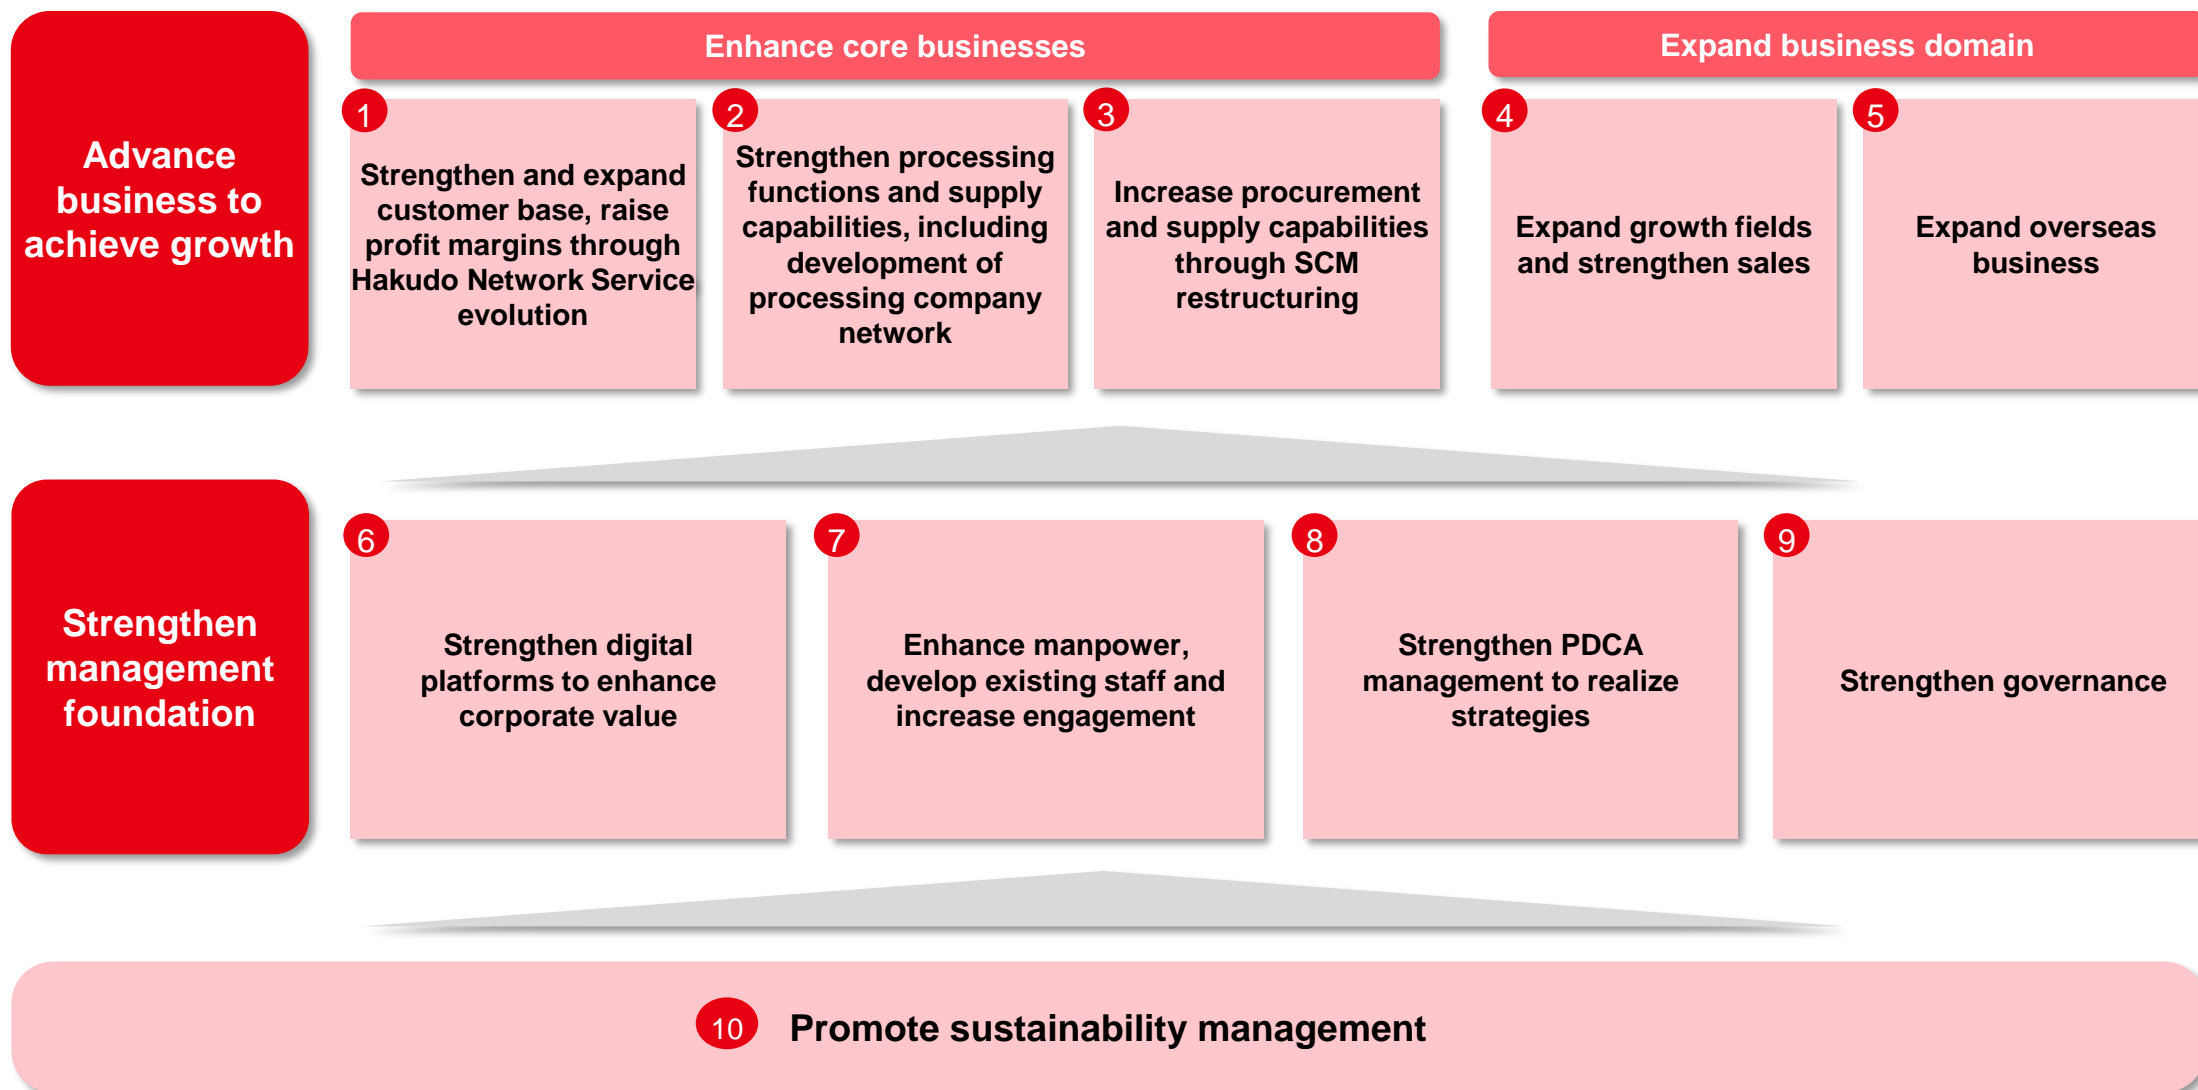 Advance
business to
achieve growth
Enhance core businesses
Expand business domain
1
Strengthen and expand
customer base, raise
profit margins through
Hakudo Network Service
evolution
2
Strengthen processing
functions and supply
capabilities, including
development of
processing company
network
3
Increase procurement
and supply capabilities
through SCM
restructuring
4
Expand growth fields
and strengthen sales
5
Expand overseas
business
Strengthen
management
foundation
6
Strengthen digital
platforms to enhance
corporate value
7
Enhance manpower,
develop existing staff and
increase engagement
8
Strengthen PDCA
management to realize
strategies
9
Strengthen governance
10 Promote sustainability management